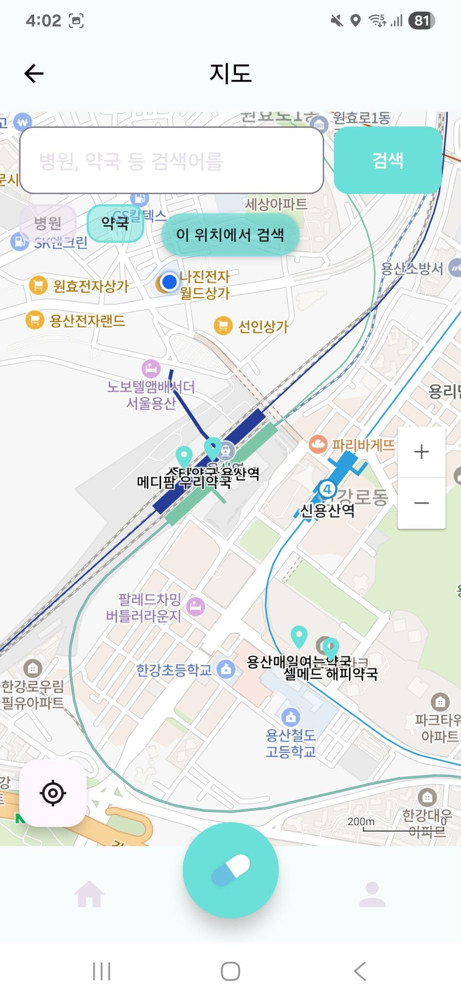 4:02
81
지도
원효로1동
원효로1동
병원, 약국 등 검색어를
검색
문시
GS칼텍스
세상아파트
병원
약국
이 위치에서 검색
SK엔크린
용산소방서
나진전자
월드상가
원효전자상가
용산전자랜드
선인상가
노보텔앰배서더
서울용산
용리단
파리바게뜨
+
용산역
메디팜 우리약국
4
신용산역
−
팔레드차밍
버틀러라운지
용산매일여는약국
셀메드 해피약국
한강초등학교
한강로우림
필유아파트
파크타워
아파트
용산철도
고등학교
강
200m
0
한강대우
아파트